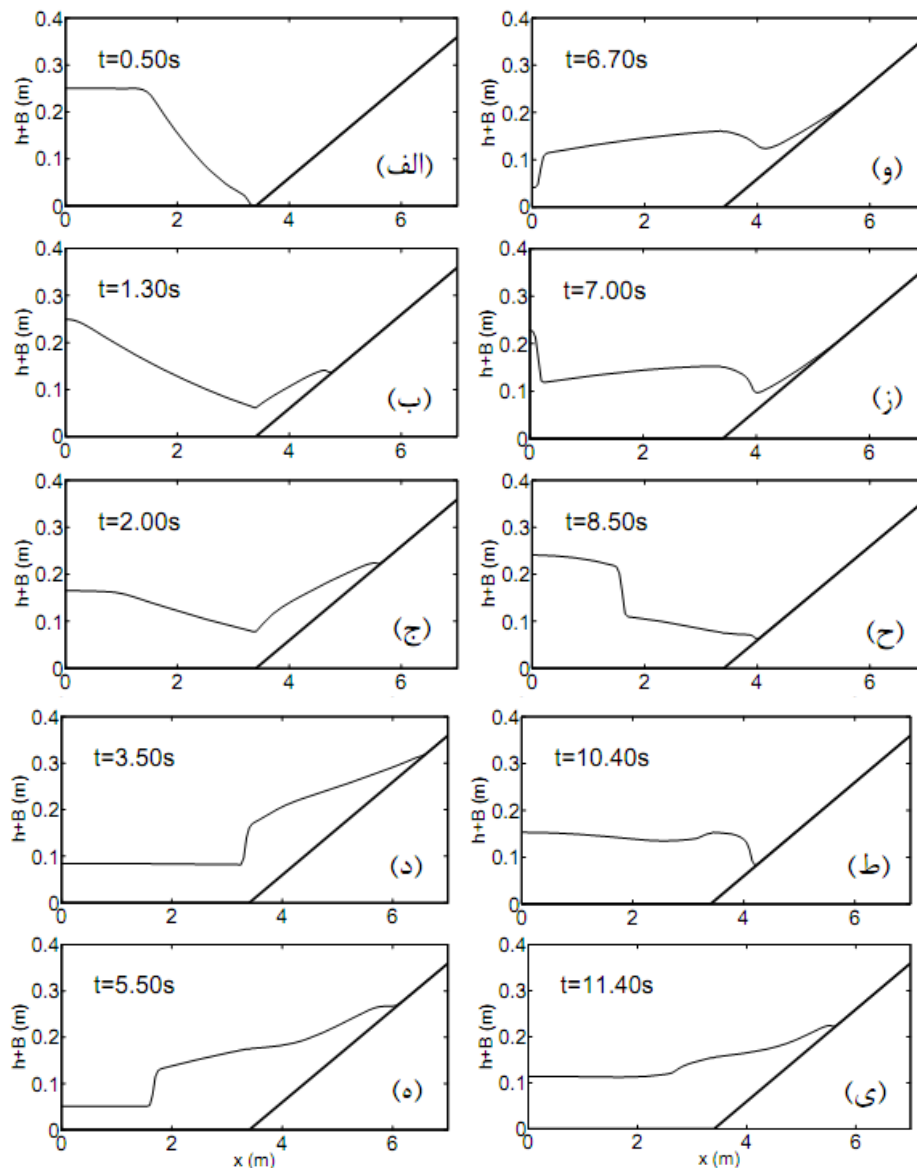 0.4
0.3
0.2
0.1
0
h+B (m)
t=0.50s
(الف)
0 2 4 6
0.4
0.3
0.2
0.1
0
h+B (m)
t=6.70s
(و)
0 2 4 6
0.4
0.3
0.2
0.1
0
h+B (m)
t=1.30s
(ب)
0 2 4 6
0.4
0.3
0.2
0.1
0
h+B (m)
t=7.00s
(ز)
0 2 4 6
0.4
0.3
0.2
0.1
0
h+B (m)
t=2.00s
(ج)
0 2 4 6
0.4
0.3
0.2
0.1
0
h+B (m)
t=8.50s
(ح)
0 2 4 6
0.4
0.3
0.2
0.1
0
h+B (m)
t=3.50s
(د)
0 2 4 6
0.4
0.3
0.2
0.1
0
h+B (m)
t=10.40s
(ط)
0 2 4 6
0.4
0.3
0.2
0.1
0
h+B (m)
t=5.50s
(ه)
0 2 4 6
x (m)
0.4
0.3
0.2
0.1
0
h+B (m)
t=11.40s
(ی)
0 2 4 6
x (m)